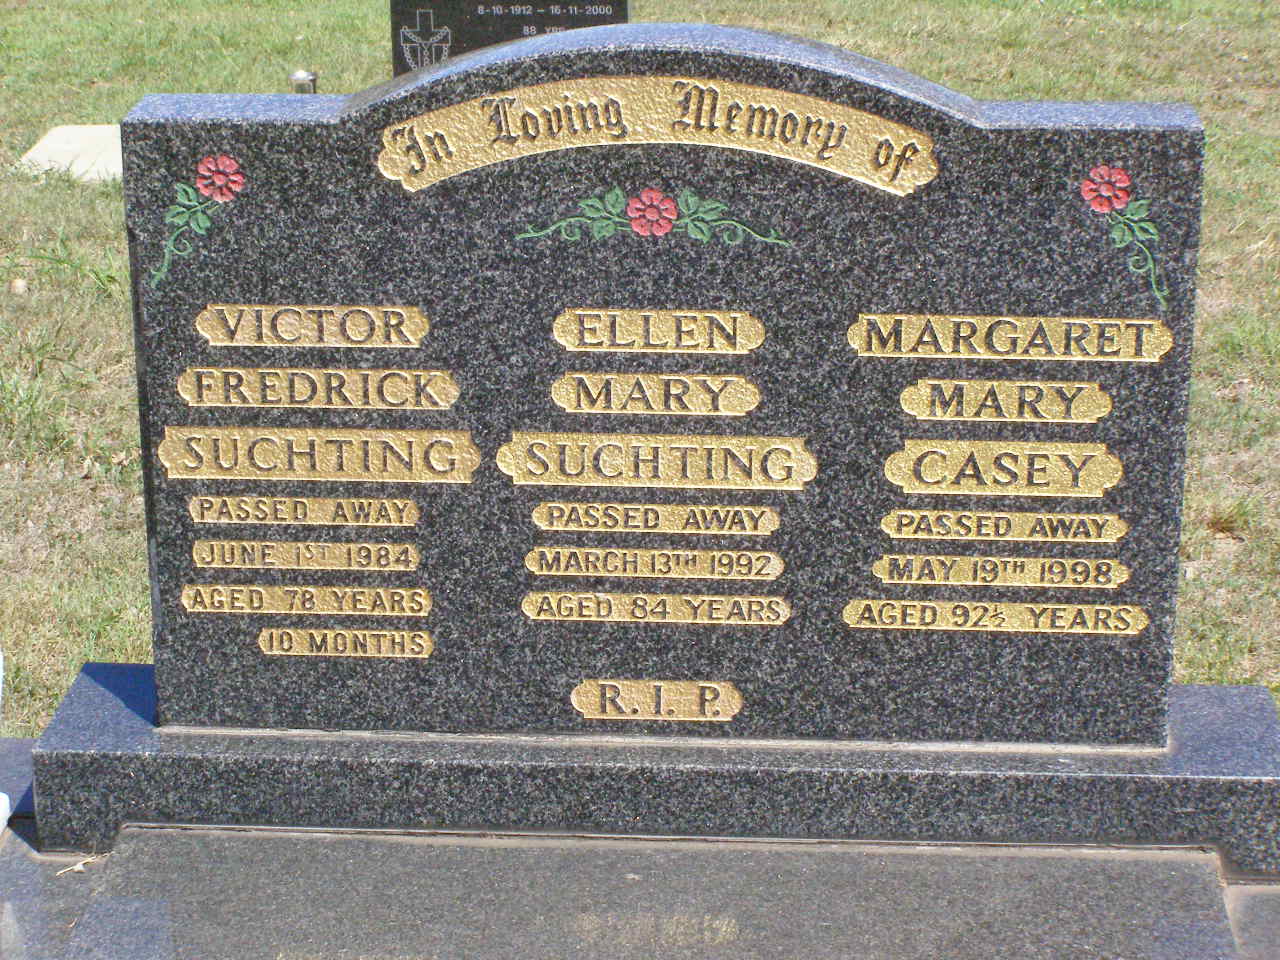 8-10-1912 — 16-11-2000
88 YRS
In Loving Memory of
VICTOR
FREDRICK
SUCHTING
PASSED AWAY
JUNE 1ST 1984
AGED 78 YEARS
10 MONTHS
ELLEN
MARY
SUCHTING
PASSED AWAY
MARCH 13TH 1992
AGED 84 YEARS
MARGARET
MARY
CASEY
PASSED AWAY
MAY 19TH 1998
AGED 92½ YEARS
R. I. P.